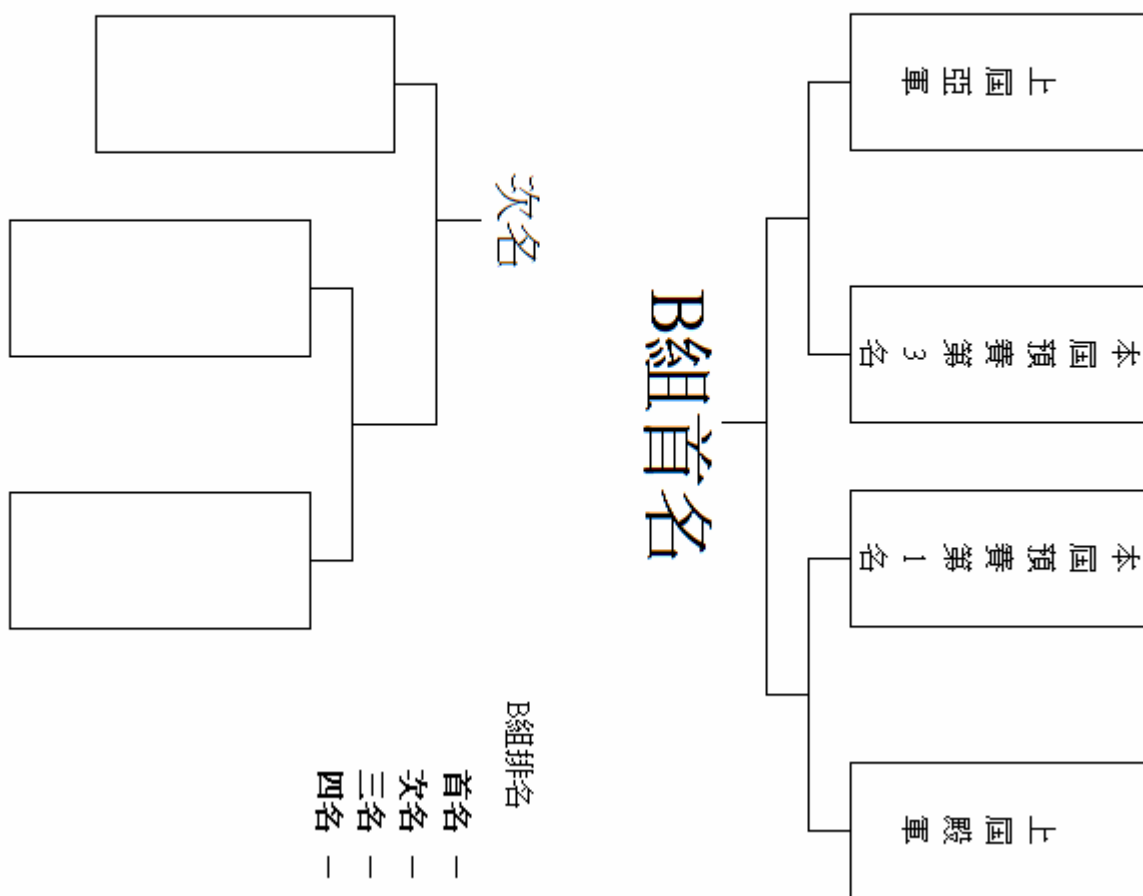 上屆亞軍
本屆預賽第3名
本屆預賽第1名
上屆殿軍
B組首名
次名
B組排名
首名 –
次名 –
三名 –
四名 –